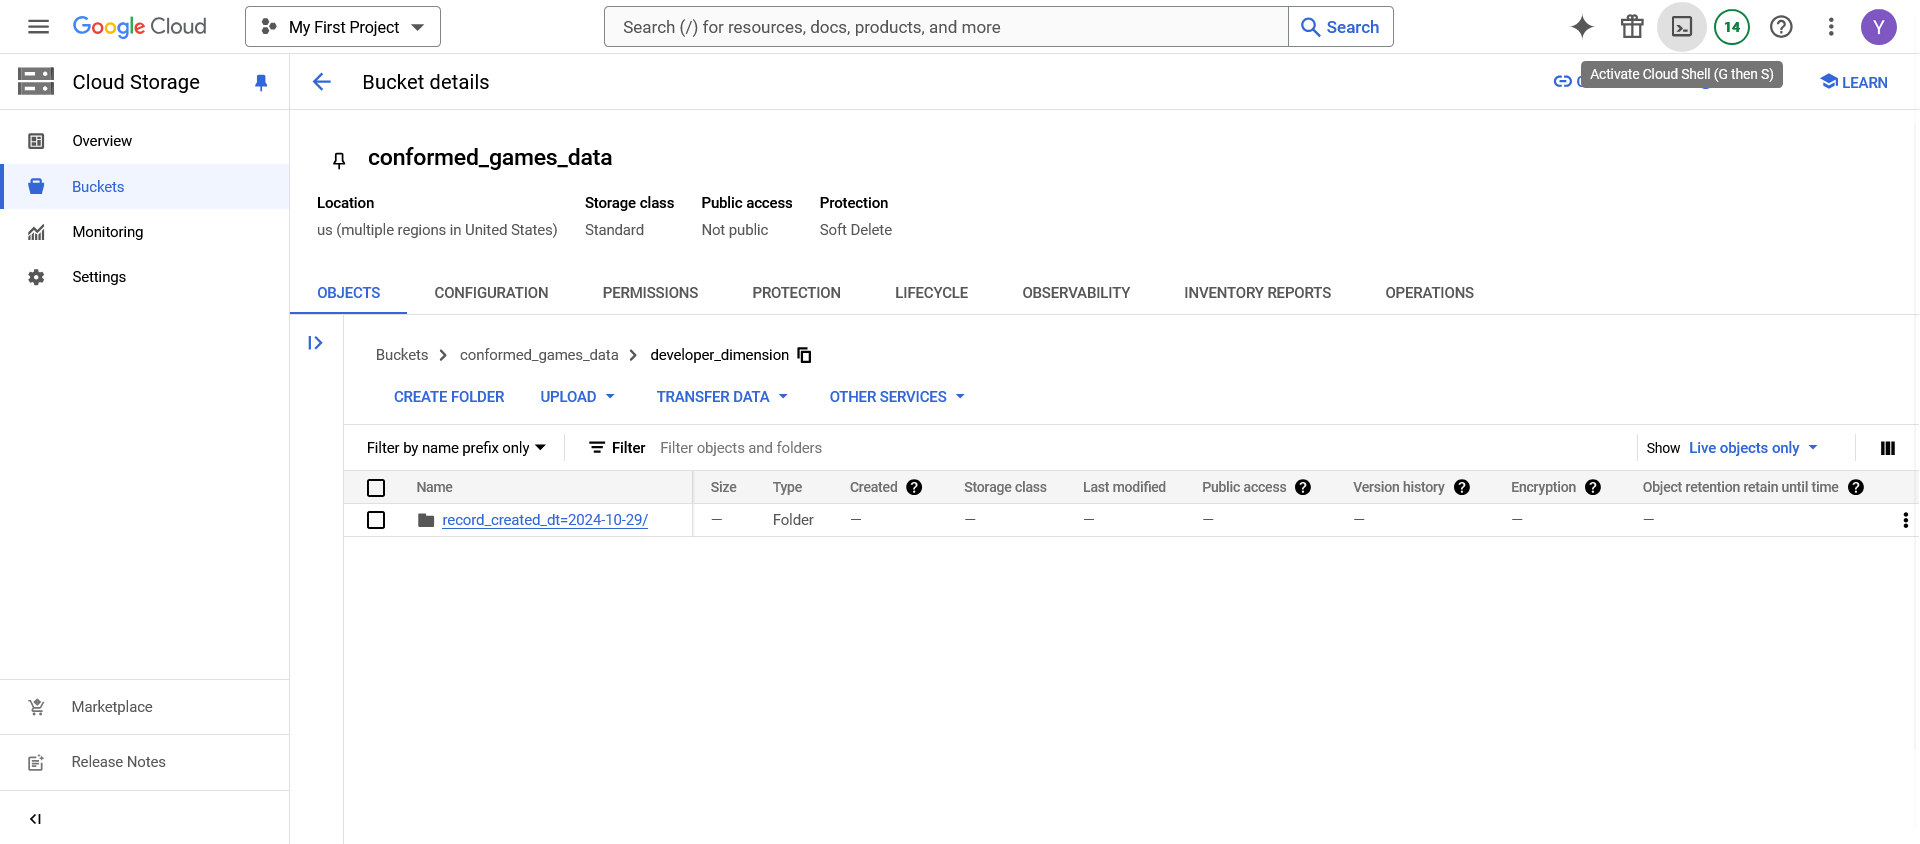 Google Cloud
My First Project
Search (/) for resources, docs, products, and more
Search
14
Y
Activate Cloud Shell (G then S)
Cloud Storage
Bucket details
LEARN
Overview
Buckets
Monitoring
Settings
conformed_games_data
Location Storage class Public access Protection
us (multiple regions in United States) Standard Not public Soft Delete
OBJECTS CONFIGURATION PERMISSIONS PROTECTION LIFECYCLE OBSERVABILITY INVENTORY REPORTS OPERATIONS
Buckets conformed_games_data developer_dimension
CREATE FOLDER UPLOAD TRANSFER DATA OTHER SERVICES
Filter by name prefix only Filter Filter objects and folders Show Live objects only
Name Size Type Created ? Storage class Last modified Public access ? Version history ? Encryption ? Object retention retain until time ?
record_created_dt=2024-10-29/ — Folder — — — — — — —
Marketplace
Release Notes